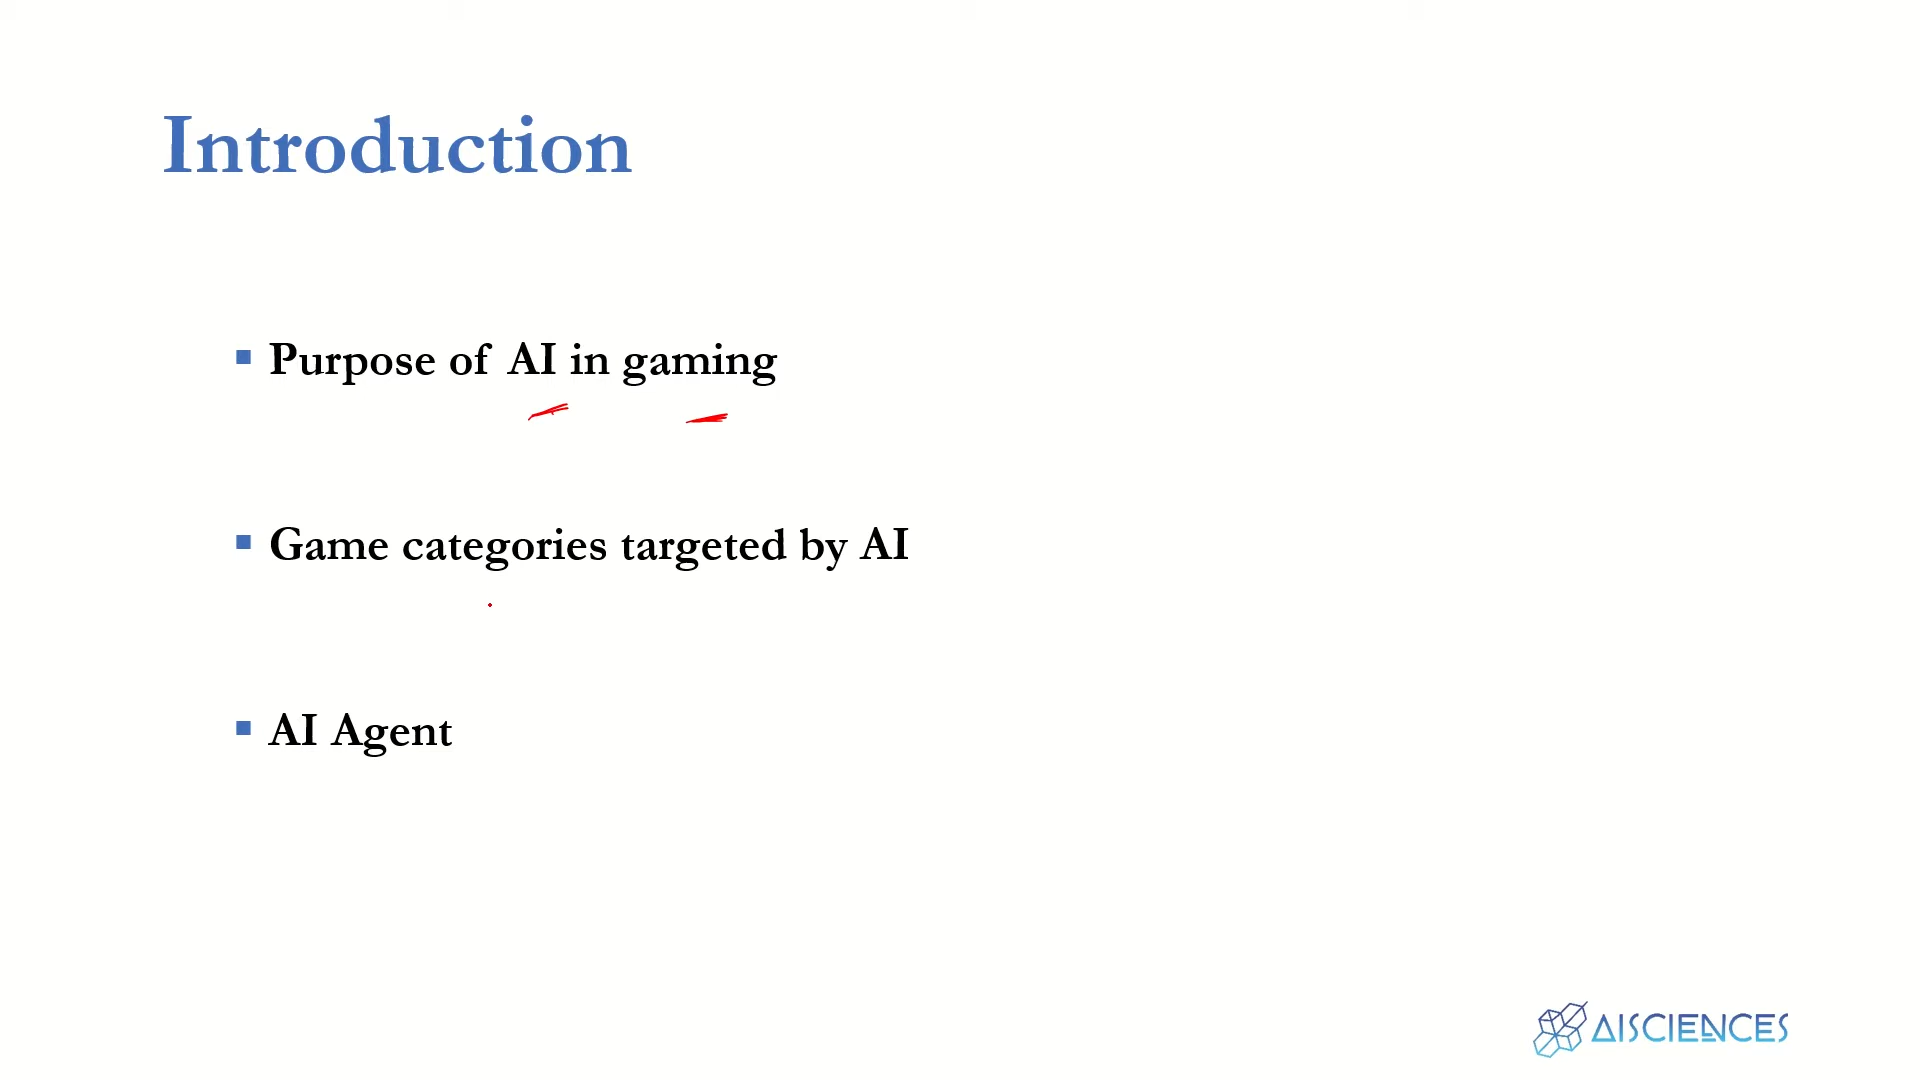 Introduction
Purpose of AI in gaming
Game categories targeted by AI
AI Agent
AISCIENCES